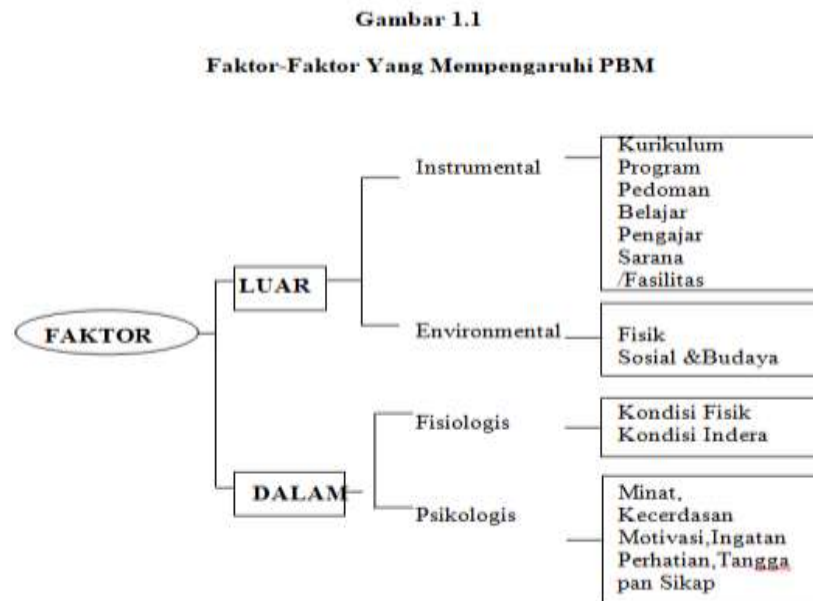 Gambar 1.1
Faktor-Faktor Yang Mempengaruhi PBM
FAKTOR
LUAR
Instrumental
Kurikulum
Program
Pedoman
Belajar
Pengajar
Sarana
/Fasilitas
Environmental
Fisik
Sosial &Budaya
DALAM
Fisiologis
Kondisi Fisik
Kondisi Indera
Psikologis
Minat,
Kecerdasan
Motivasi,Ingatan
Perhatian,Tangga
pan Sikap